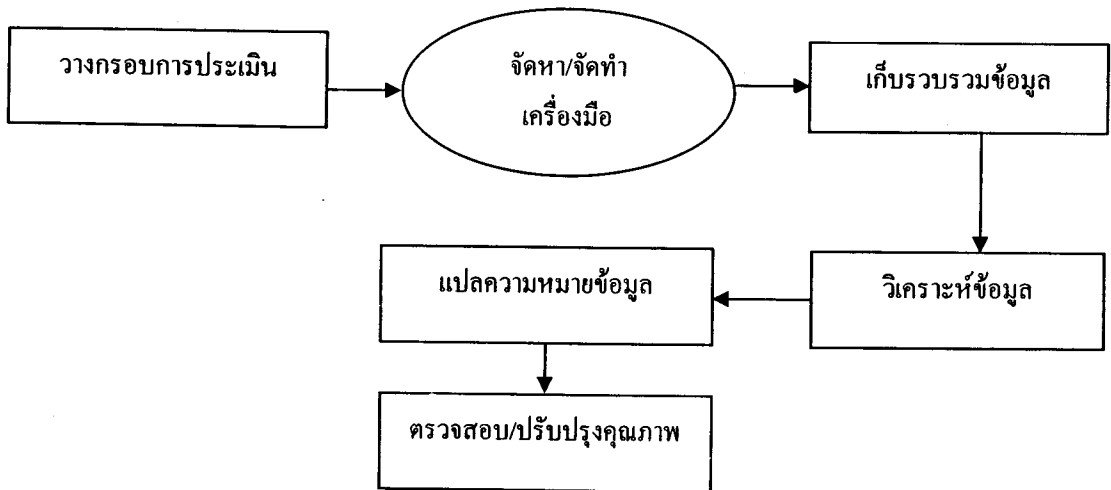 วางกรอบการประเมิน
จัดหา/จัดทำ
เครื่องมือ
เก็บรวบรวมข้อมูล
วิเคราะห์ข้อมูล
แปลความหมายข้อมูล
ตรวจสอบ/ปรับปรุงคุณภาพ